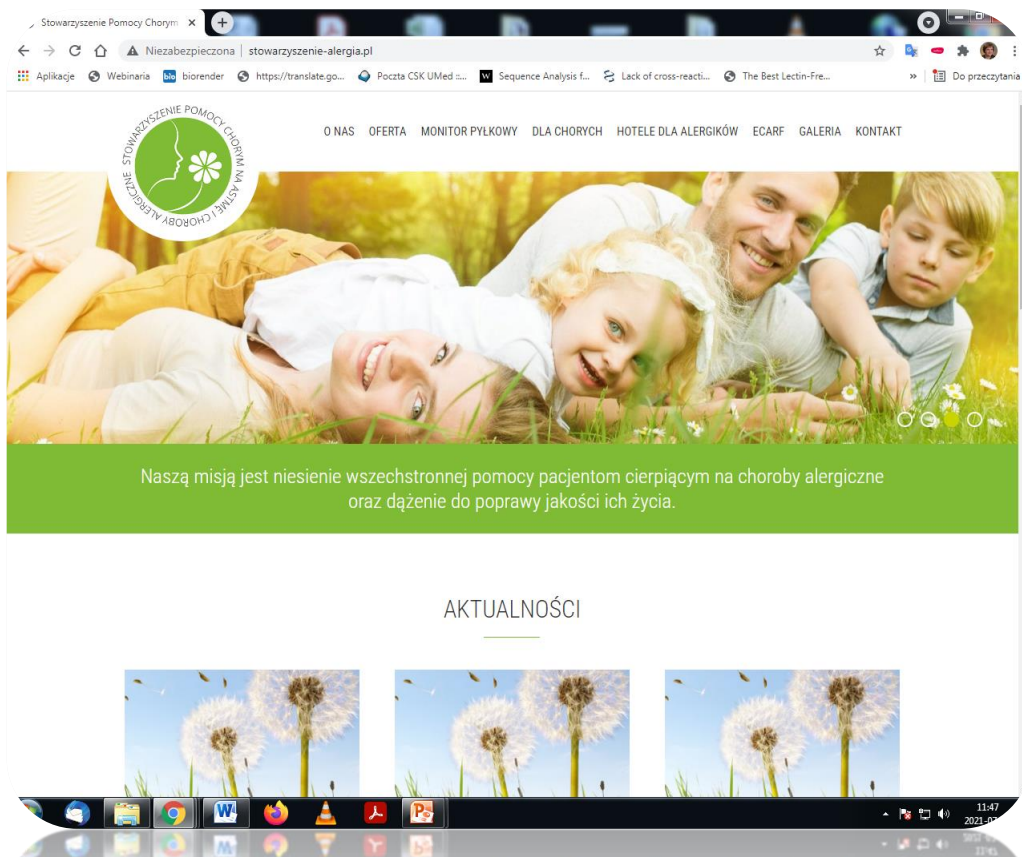 Stowarzyszenie Pomocy Chorym
Niezabezpieczona | stowarzyszenie-alergia.pl
Aplikacje Webinaria bio biorender https://translate.go... Poczta CSK UMed ::... W Sequence Analysis f... Lack of cross-reacti... The Best Lectin-Fre... » Do przeczytania
STOWARZYSZENIE POMOCY CHORYM NA ASTMĘ I CHOROBY ALERGICZNE
O NAS OFERTA MONITOR PYŁKOWY DLA CHORYCH HOTELE DLA ALERGIKÓW ECARF GALERIA KONTAKT
Naszą misją jest niesienie wszechstronnej pomocy pacjentom cierpiącym na choroby alergiczne
oraz dążenie do poprawy jakości ich życia.
AKTUALNOŚCI
11:47
2021-07